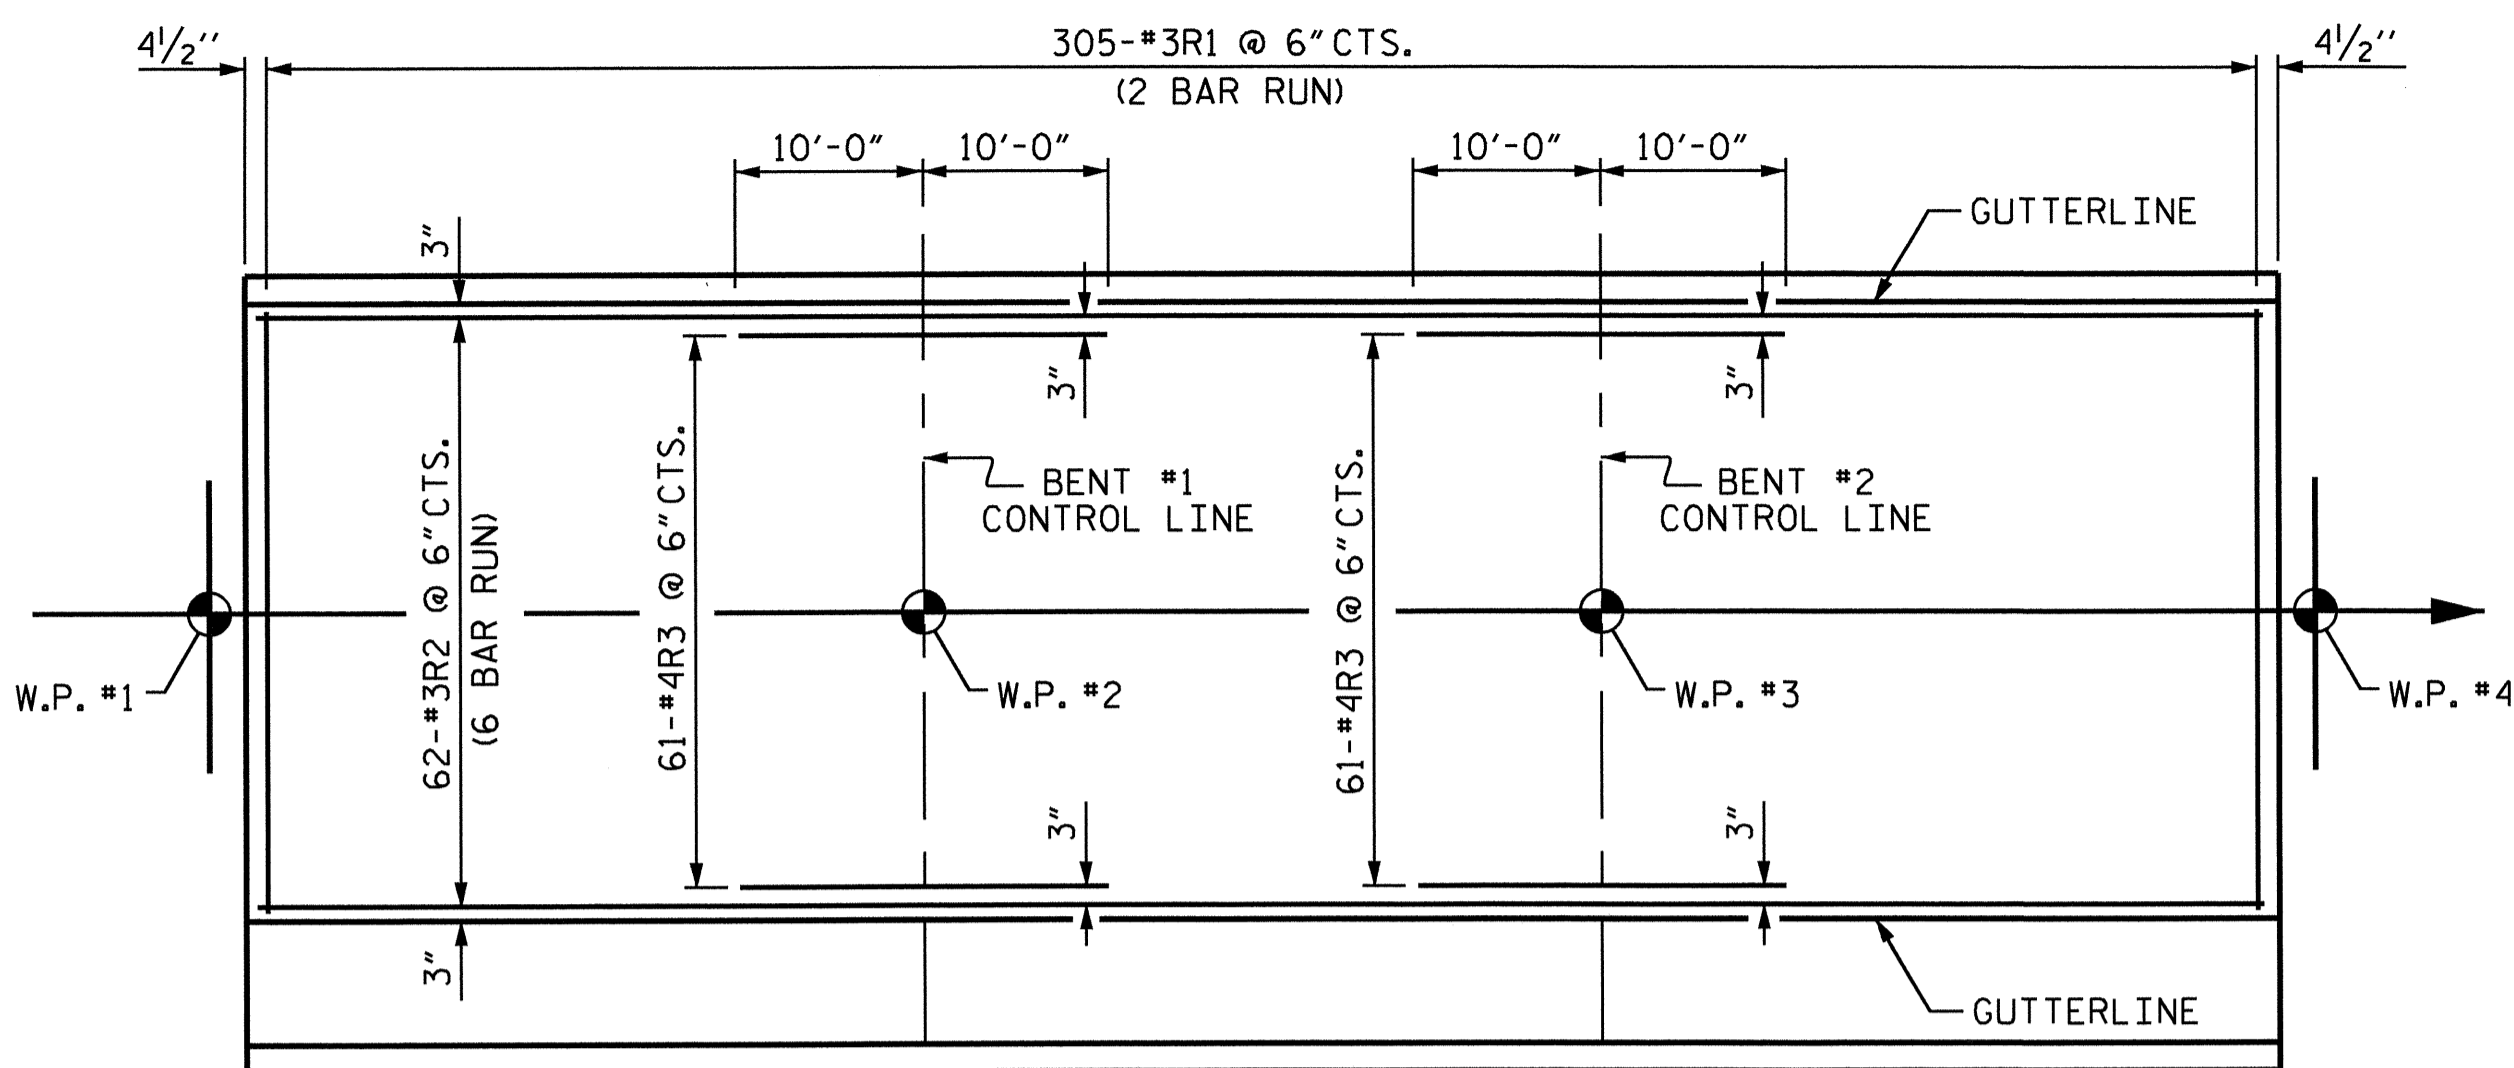 4½" 305-#3R1 @ 6"CTS. 4½"
(2 BAR RUN)
10'-0" 10'-0" 10'-0" 10'-0"
GUTTERLINE
3"
3" 3"
62-#3R2 @ 6"CTS.
(6 BAR RUN)
61-#4R3 @ 6"CTS.
BENT #1
CONTROL LINE
61-#4R3 @ 6"CTS.
BENT #2
CONTROL LINE
W.P. #1 W.P. #2 W.P. #3 W.P. #4
3" 3"
3"
GUTTERLINE